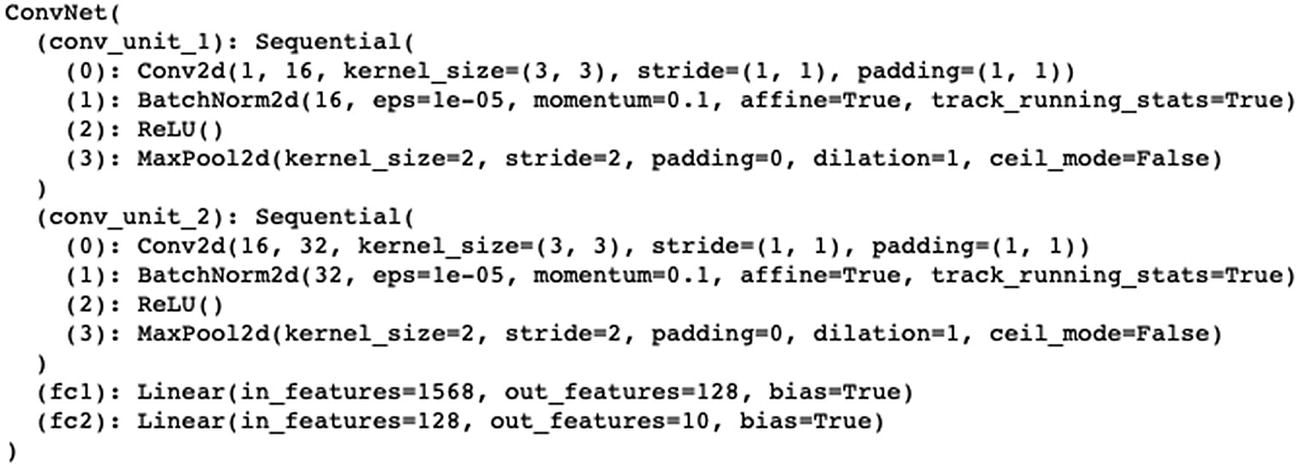 ConvNet(
  (conv_unit_1): Sequential(
    (0): Conv2d(1, 16, kernel_size=(3, 3), stride=(1, 1), padding=(1, 1))
    (1): BatchNorm2d(16, eps=1e-05, momentum=0.1, affine=True, track_running_stats=True)
    (2): ReLU()
    (3): MaxPool2d(kernel_size=2, stride=2, padding=0, dilation=1, ceil_mode=False)
  )
  (conv_unit_2): Sequential(
    (0): Conv2d(16, 32, kernel_size=(3, 3), stride=(1, 1), padding=(1, 1))
    (1): BatchNorm2d(32, eps=1e-05, momentum=0.1, affine=True, track_running_stats=True)
    (2): ReLU()
    (3): MaxPool2d(kernel_size=2, stride=2, padding=0, dilation=1, ceil_mode=False)
  )
  (fc1): Linear(in_features=1568, out_features=128, bias=True)
  (fc2): Linear(in_features=128, out_features=10, bias=True)
)